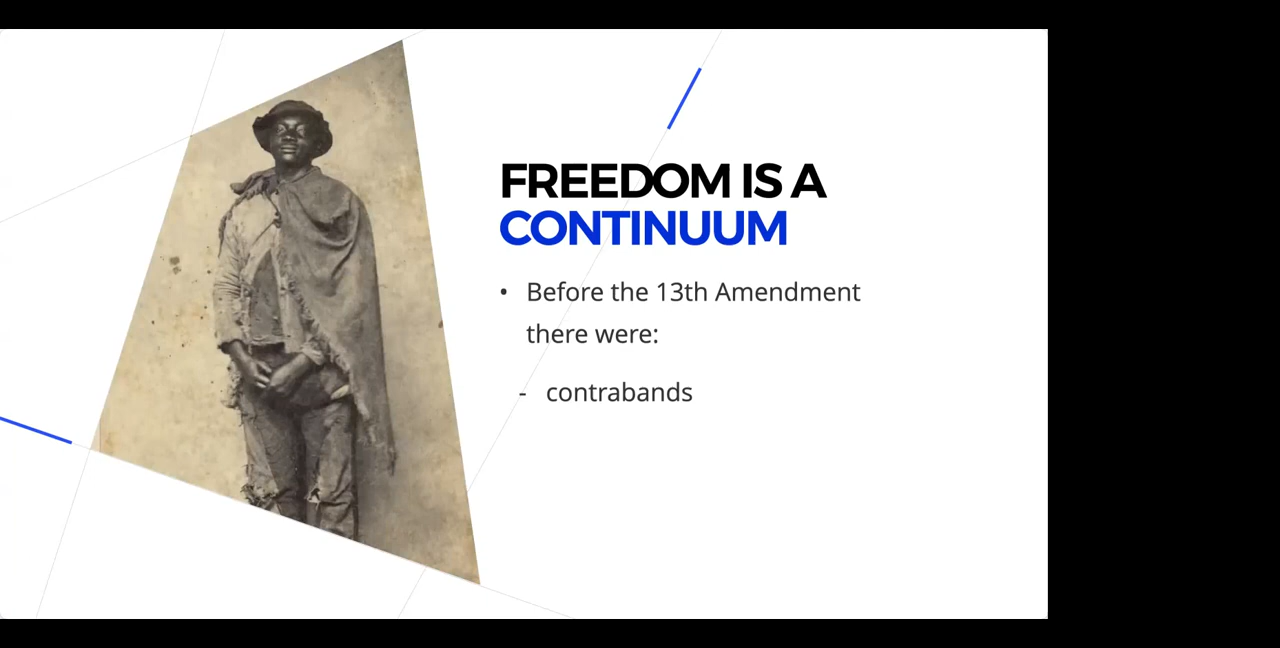 FREEDOM IS A
CONTINUUM
• Before the 13th Amendment
there were:
- contrabands